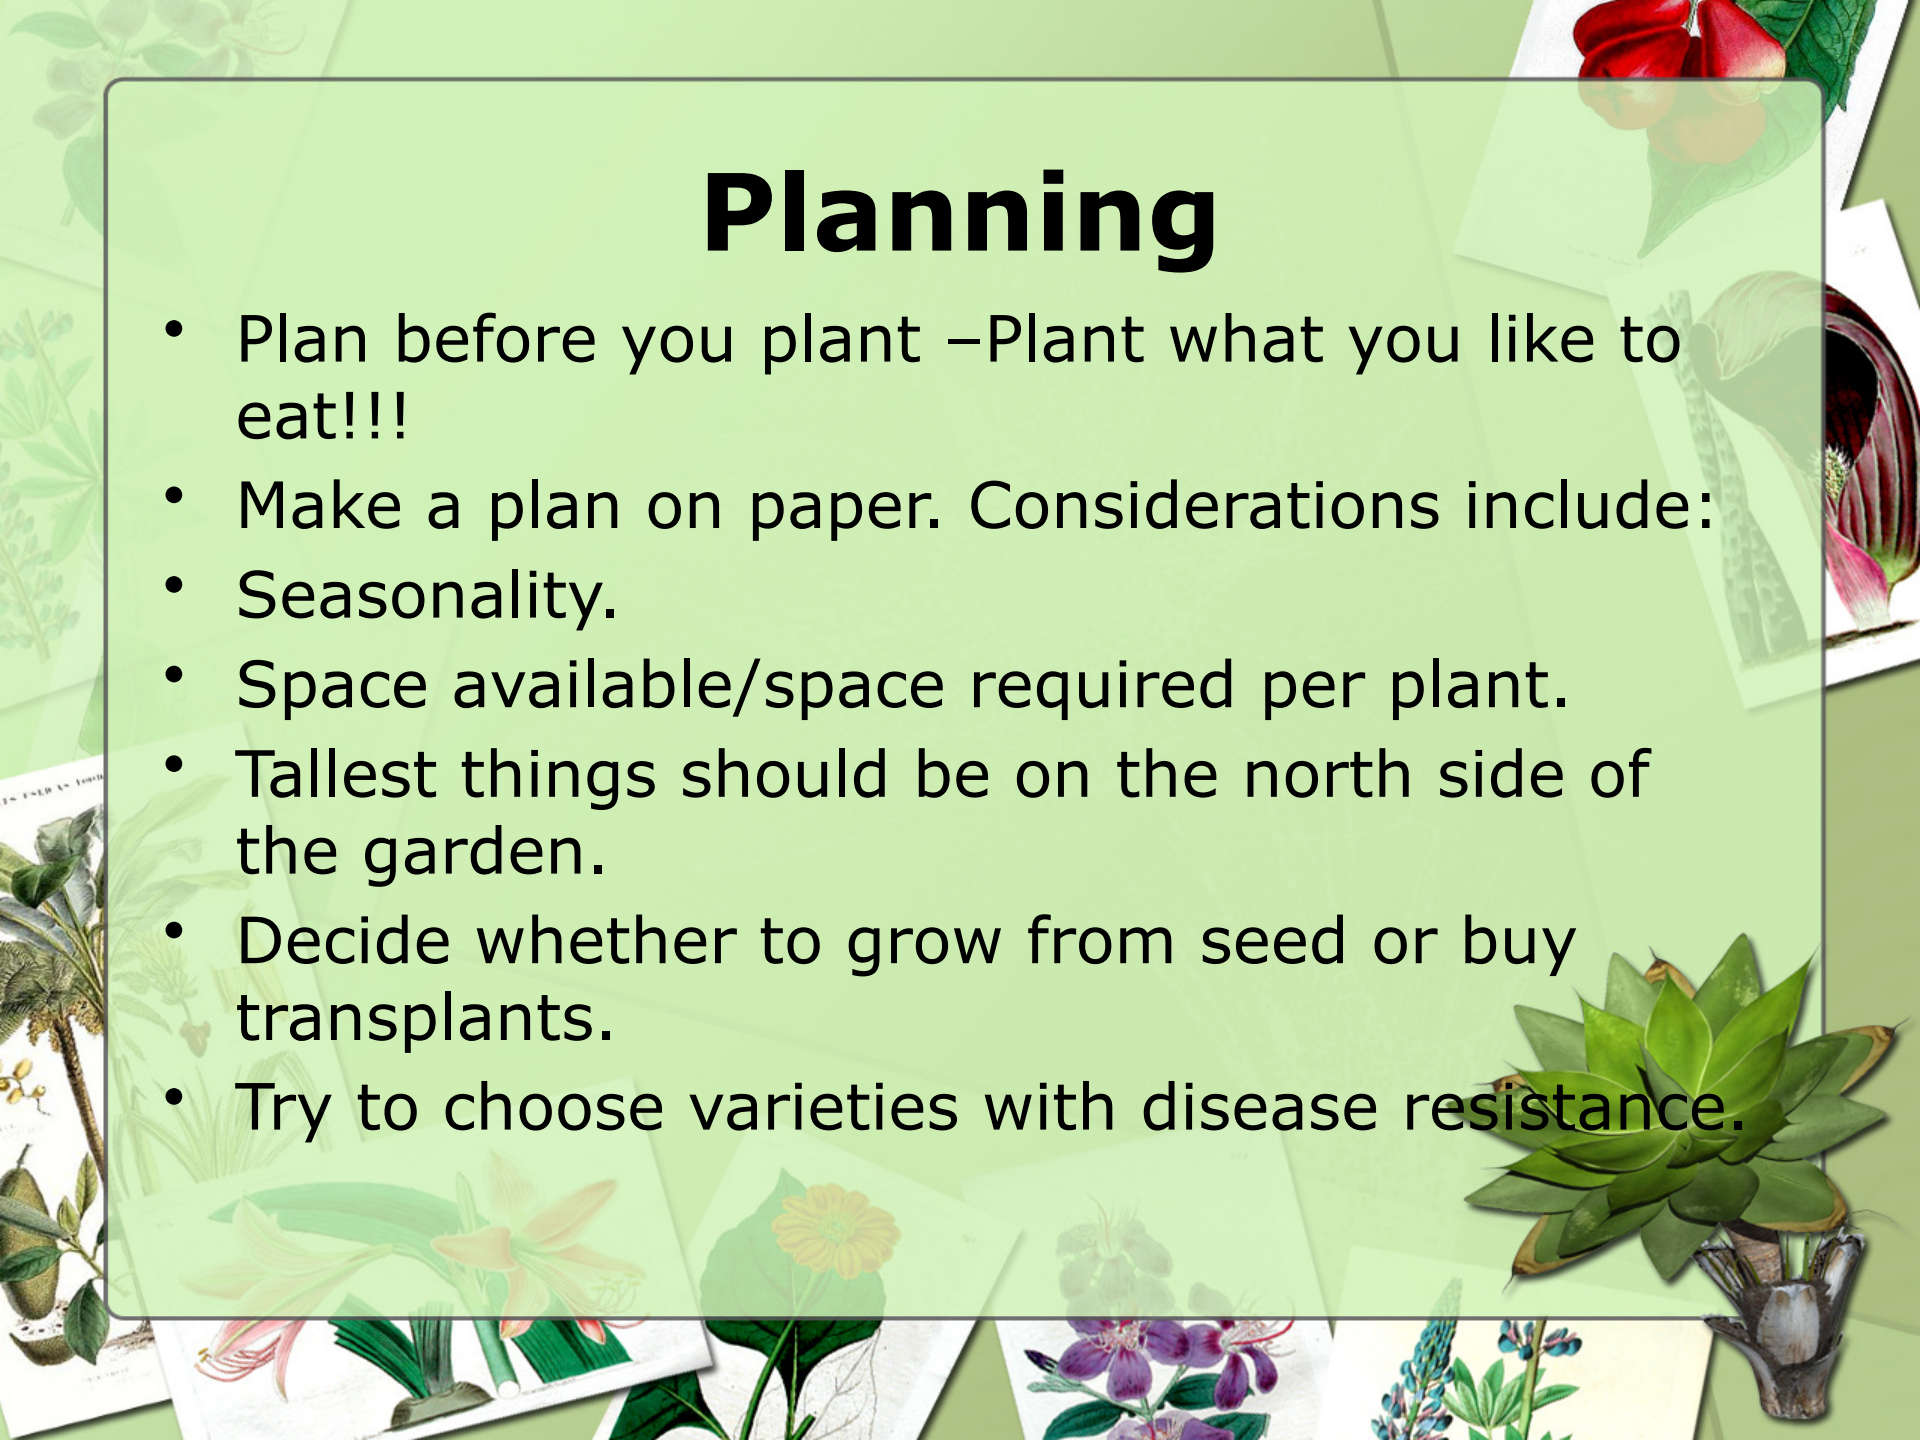 Planning
• Plan before you plant –Plant what you like to
eat!!!
• Make a plan on paper. Considerations include:
• Seasonality.
• Space available/space required per plant.
• Tallest things should be on the north side of
the garden.
• Decide whether to grow from seed or buy
transplants.
• Try to choose varieties with disease resistance.